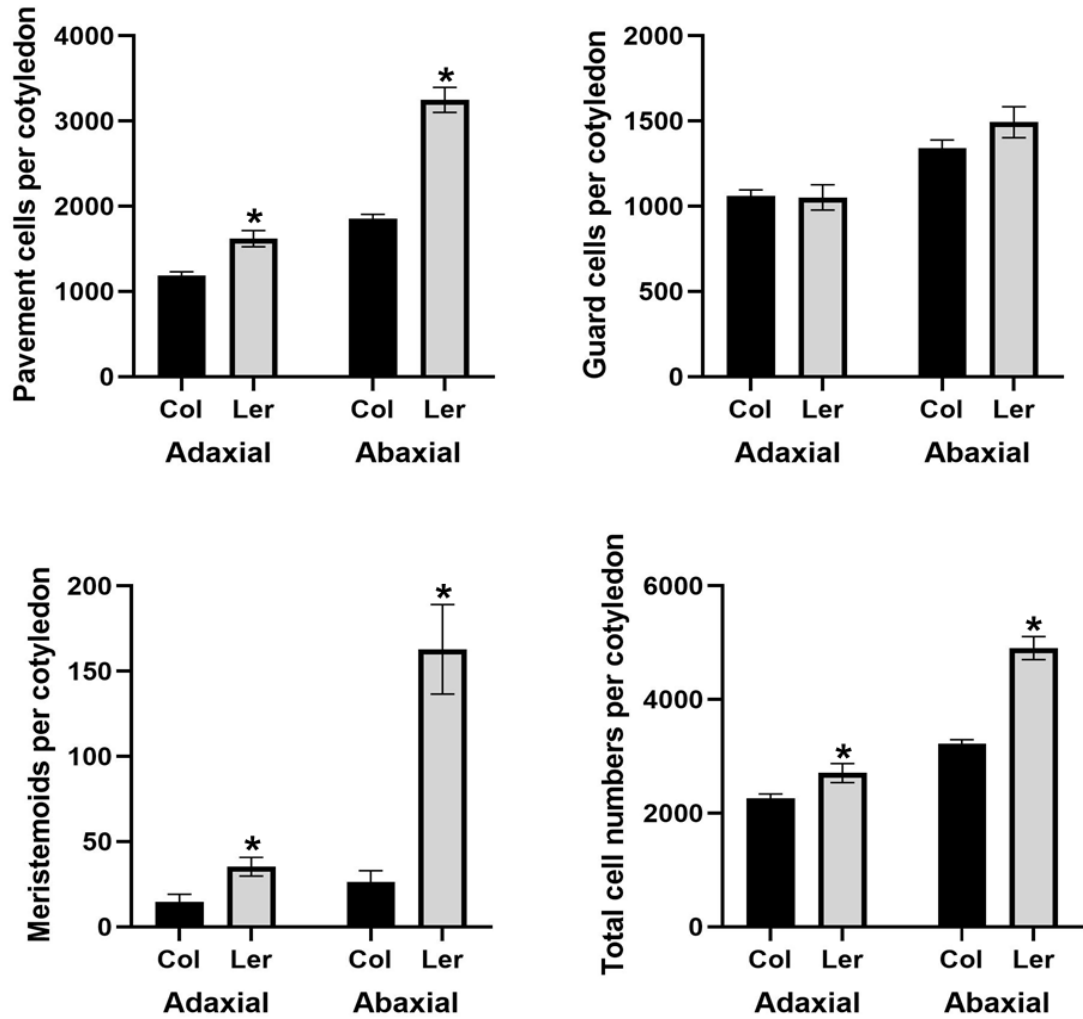 Pavement cells per cotyledon
4000
3000
2000
1000
0
*
*
Col Ler Col Ler
Adaxial Abaxial
Guard cells per cotyledon
2000
1500
1000
500
0
Col Ler Col Ler
Adaxial Abaxial
Meristemoids per cotyledon
200
150
100
50
0
*
*
Col Ler Col Ler
Adaxial Abaxial
Total cell numbers per cotyledon
6000
4000
2000
0
*
*
Col Ler Col Ler
Adaxial Abaxial